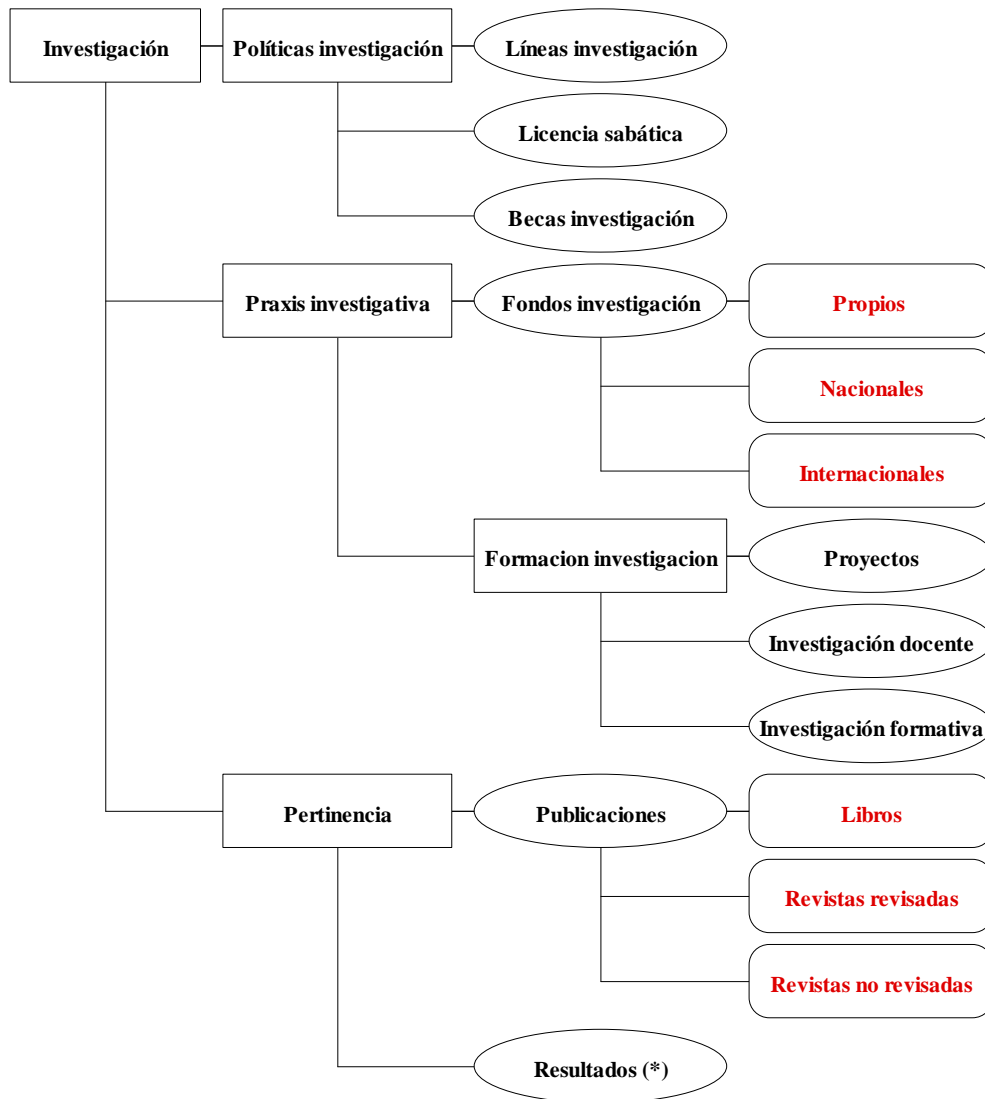 Investigación
Políticas investigación
Líneas investigación
Licencia sabática
Becas investigación
Praxis investigativa
Fondos investigación
Propios
Nacionales
Internacionales
Formacion investigacion
Proyectos
Investigación docente
Investigación formativa
Pertinencia
Publicaciones
Libros
Revistas revisadas
Revistas no revisadas
Resultados (*)